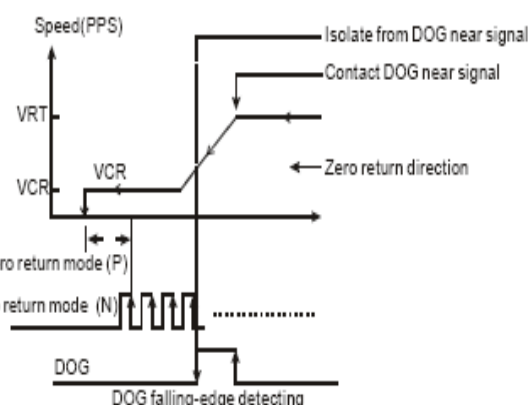 Speed(PPS)
Isolate from DOG near signal
Contact DOG near signal
VRT
VCR
Zero return direction
VCR
ro return mode (P)
return mode (N)
DOG
DOG falling-edge detecting